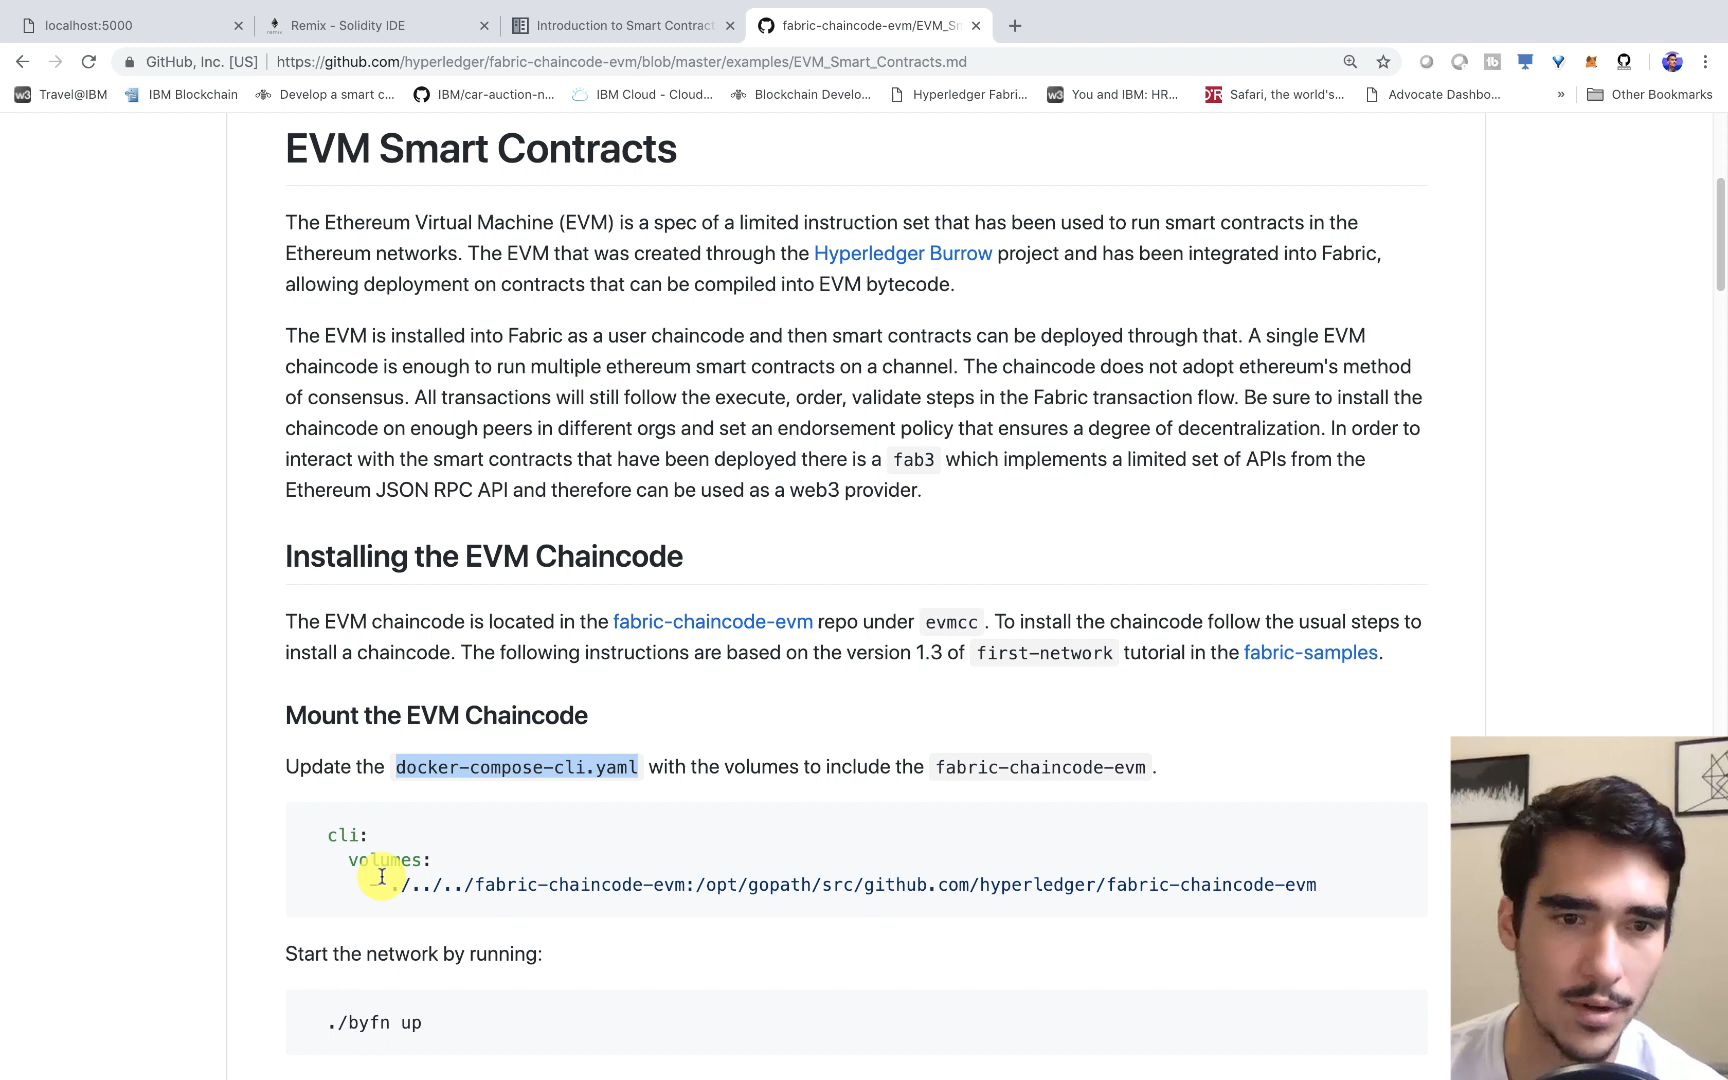 localhost:5000
Remix - Solidity IDE
Introduction to Smart Contract
fabric-chaincode-evm/EVM_Sm
GitHub, Inc. [US]
https://github.com/hyperledger/fabric-chaincode-evm/blob/master/examples/EVM_Smart_Contracts.md
Travel@IBM
IBM Blockchain
Develop a smart c...
IBM/car-auction-n...
IBM Cloud - Cloud...
Blockchain Develo...
Hyperledger Fabri...
You and IBM: HR...
Safari, the world's...
Advocate Dashbo...
»
Other Bookmarks
EVM Smart Contracts
The Ethereum Virtual Machine (EVM) is a spec of a limited instruction set that has been used to run smart contracts in the
Ethereum networks. The EVM that was created through the Hyperledger Burrow project and has been integrated into Fabric,
allowing deployment on contracts that can be compiled into EVM bytecode.
The EVM is installed into Fabric as a user chaincode and then smart contracts can be deployed through that. A single EVM
chaincode is enough to run multiple ethereum smart contracts on a channel. The chaincode does not adopt ethereum's method
of consensus. All transactions will still follow the execute, order, validate steps in the Fabric transaction flow. Be sure to install the
chaincode on enough peers in different orgs and set an endorsement policy that ensures a degree of decentralization. In order to
interact with the smart contracts that have been deployed there is a fab3 which implements a limited set of APIs from the
Ethereum JSON RPC API and therefore can be used as a web3 provider.
Installing the EVM Chaincode
The EVM chaincode is located in the fabric-chaincode-evm repo under evmcc . To install the chaincode follow the usual steps to
install a chaincode. The following instructions are based on the version 1.3 of first-network tutorial in the fabric-samples.
Mount the EVM Chaincode
Update the docker-compose-cli.yaml with the volumes to include the fabric-chaincode-evm .
cli:
volumes:
- ./../../fabric-chaincode-evm:/opt/gopath/src/github.com/hyperledger/fabric-chaincode-evm
Start the network by running:
./byfn up